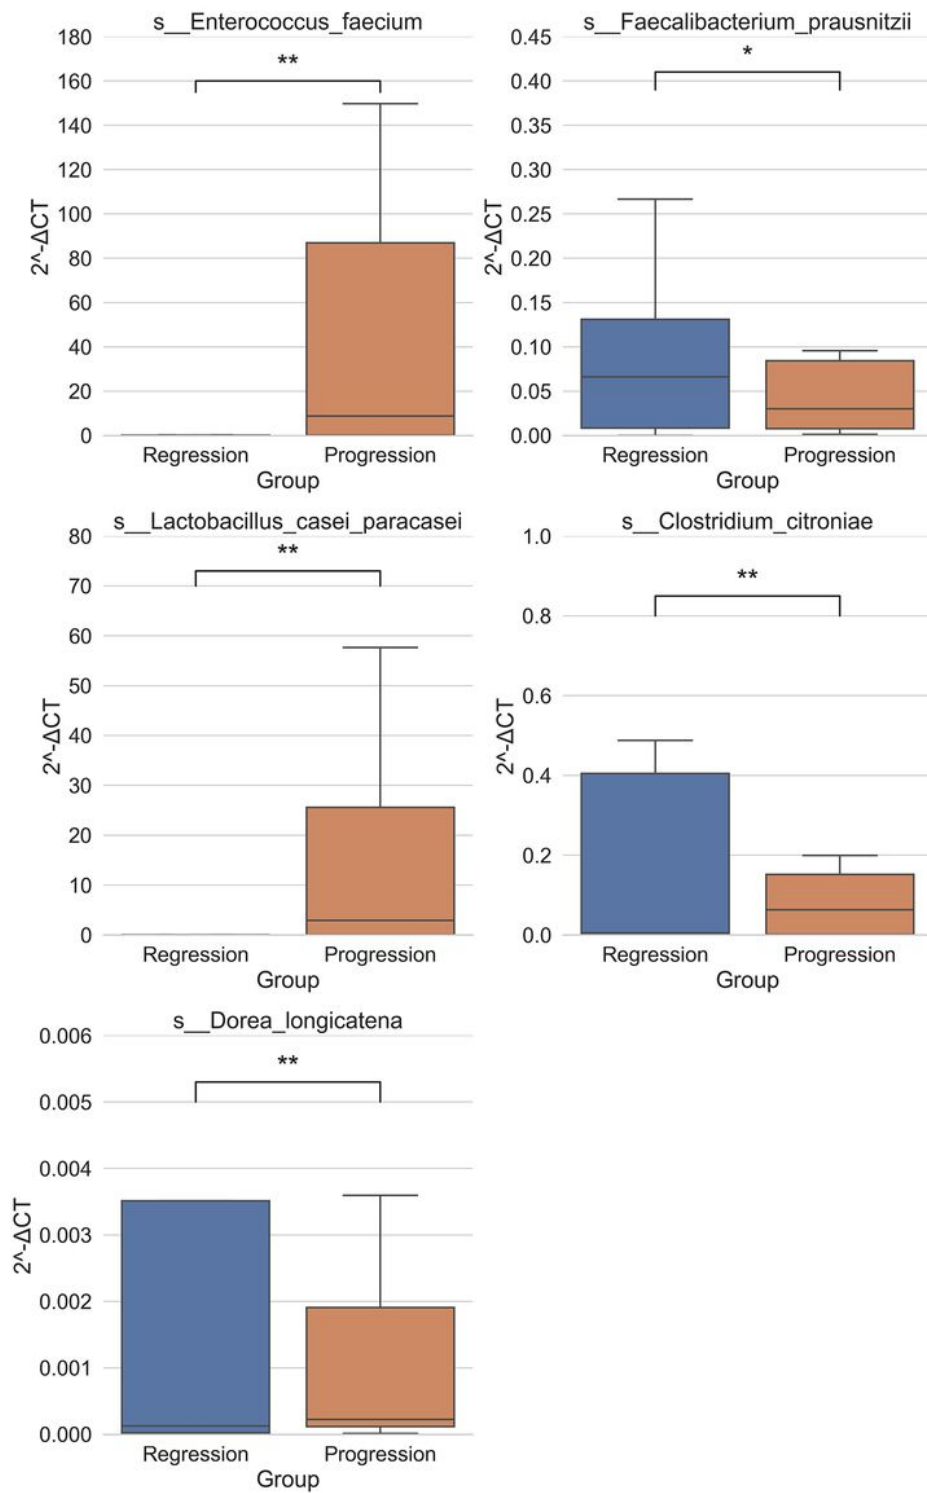 s__Enterococcus_faecium
180
160
140
120
100
80
60
40
20
0
2^-ΔCT
**
Regression
Progression
Group
s__Faecalibacterium_prausnitzii
0.45
0.40
0.35
0.30
0.25
0.20
0.15
0.10
0.05
0.00
2^-ΔCT
*
Regression
Progression
Group
s__Lactobacillus_casei_paracasei
80
70
60
50
40
30
20
10
0
2^-ΔCT
**
Regression
Progression
Group
s__Clostridium_citroniae
1.0
0.8
0.6
0.4
0.2
0.0
2^-ΔCT
**
Regression
Progression
Group
s__Dorea_longicatena
0.006
0.005
0.004
0.003
0.002
0.001
0.000
2^-ΔCT
**
Regression
Progression
Group